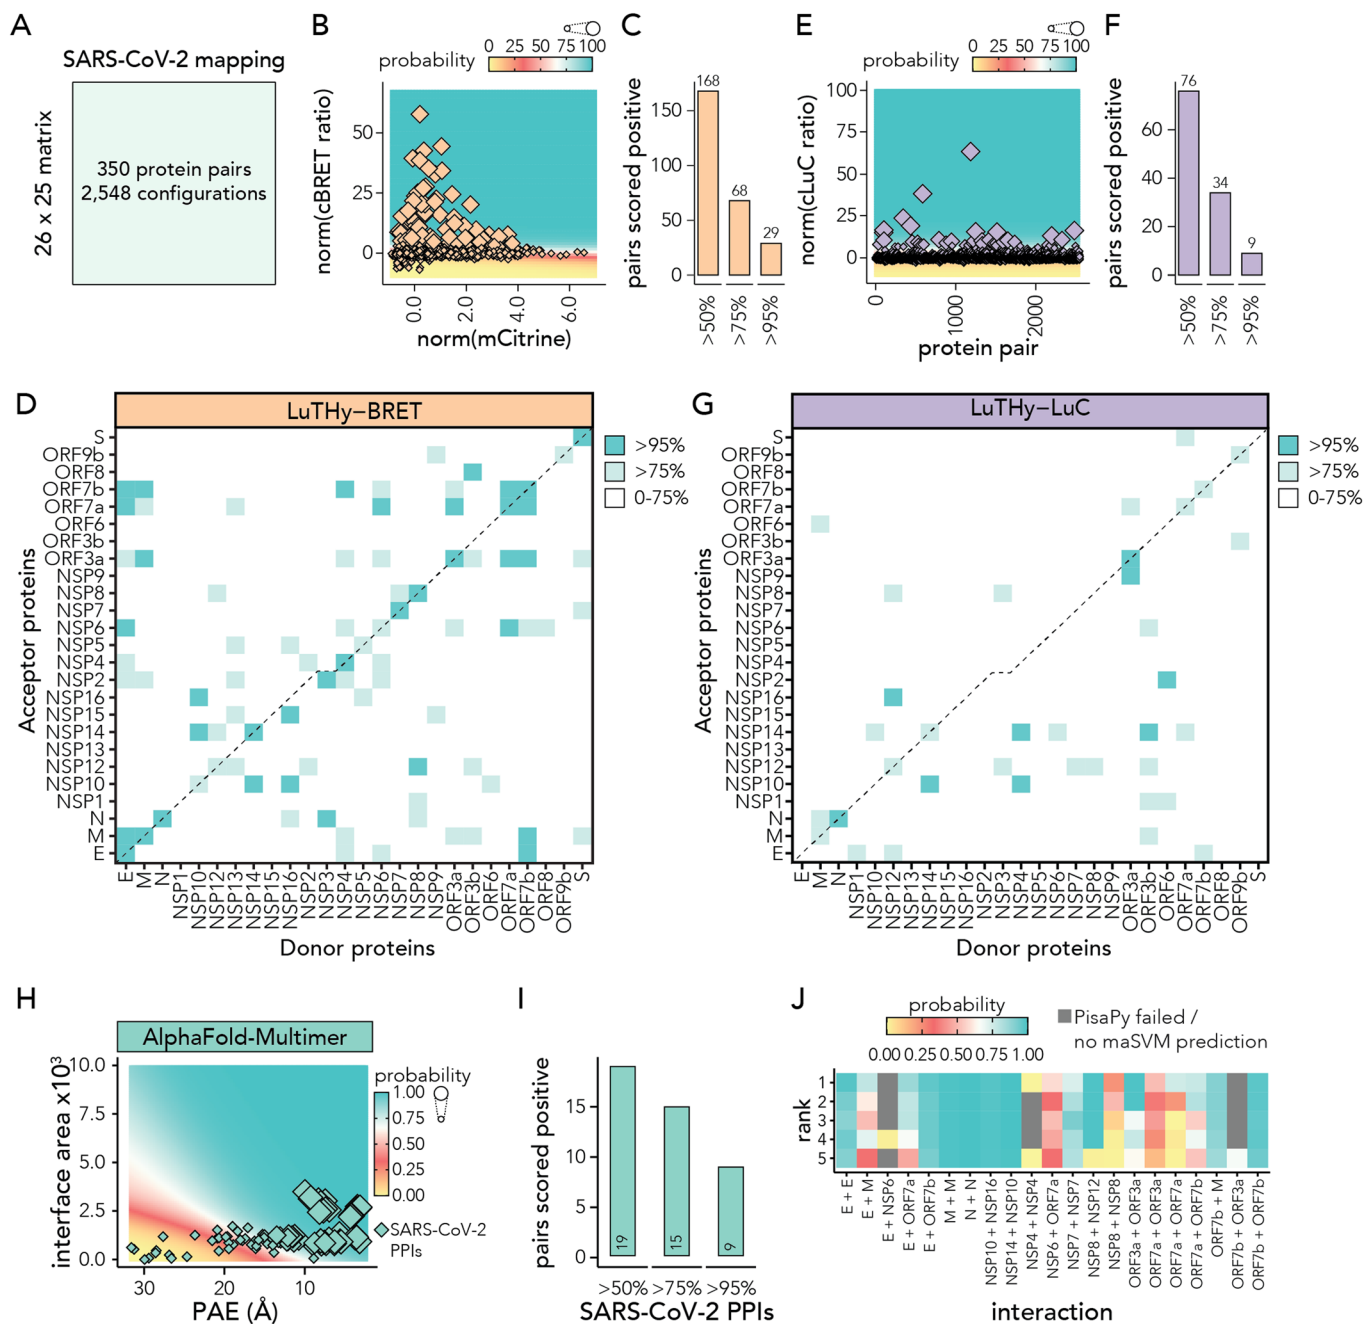 A
SARS-CoV-2 mapping
26 x 25 matrix
350 protein pairs
2,548 configurations
B
probability
0 25 50 75 100
norm(cBRET ratio)
50
25
0
0.0 2.0 4.0 6.0
norm(mCitrine)
C
pairs scored positive
150
100
50
0
168
68
29
>50% >75% >95%
E
probability
0 25 50 75 100
norm(cLuC ratio)
100
75
50
25
0
0 1000 2000
protein pair
F
pairs scored positive
60
40
20
0
76
34
9
>50% >75% >95%
D
LuTHy–BRET
Acceptor proteins
S
ORF9b
ORF8
ORF7b
ORF7a
ORF6
ORF3b
ORF3a
NSP9
NSP8
NSP7
NSP6
NSP5
NSP4
NSP2
NSP16
NSP15
NSP14
NSP13
NSP12
NSP10
NSP1
N
M
E
E M N NSP1 NSP10 NSP12 NSP13 NSP14 NSP15 NSP16 NSP2 NSP3 NSP4 NSP5 NSP6 NSP7 NSP8 NSP9 ORF3a ORF3b ORF6 ORF7a ORF7b ORF8 ORF9b S
Donor proteins
>95%
>75%
0-75%
G
LuTHy–LuC
Acceptor proteins
S
ORF9b
ORF8
ORF7b
ORF7a
ORF6
ORF3b
ORF3a
NSP9
NSP8
NSP7
NSP6
NSP5
NSP4
NSP2
NSP16
NSP15
NSP14
NSP13
NSP12
NSP10
NSP1
N
M
E
E M N NSP1 NSP10 NSP12 NSP13 NSP14 NSP15 NSP16 NSP2 NSP3 NSP4 NSP5 NSP6 NSP7 NSP8 NSP9 ORF3a ORF3b ORF6 ORF7a ORF7b ORF8 ORF9b S
Donor proteins
>95%
>75%
0-75%
H
AlphaFold-Multimer
interface area x10³
10.0
7.5
5.0
2.5
0.0
30 20 10
PAE (Å)
probability
1.00
0.75
0.50
0.25
0.00
SARS-CoV-2
PPIs
I
pairs scored positive
15
10
5
0
19
15
9
>50% >75% >95%
SARS-CoV-2 PPIs
J
probability
0.00 0.25 0.50 0.75 1.00
PisaPy failed /
no maSVM prediction
rank
1
2
3
4
5
E + E
E + M
E + NSP6
E + ORF7a
E + ORF7b
M + M
N + N
NSP10 + NSP16
NSP14 + NSP10
NSP4 + NSP4
NSP6 + ORF7a
NSP7 + NSP7
NSP8 + NSP12
NSP8 + NSP8
ORF3a + ORF3a
ORF7a + ORF3a
ORF7a + ORF7a
ORF7a + ORF7b
ORF7b + M
ORF7b + ORF3a
ORF7b + ORF7b
interaction